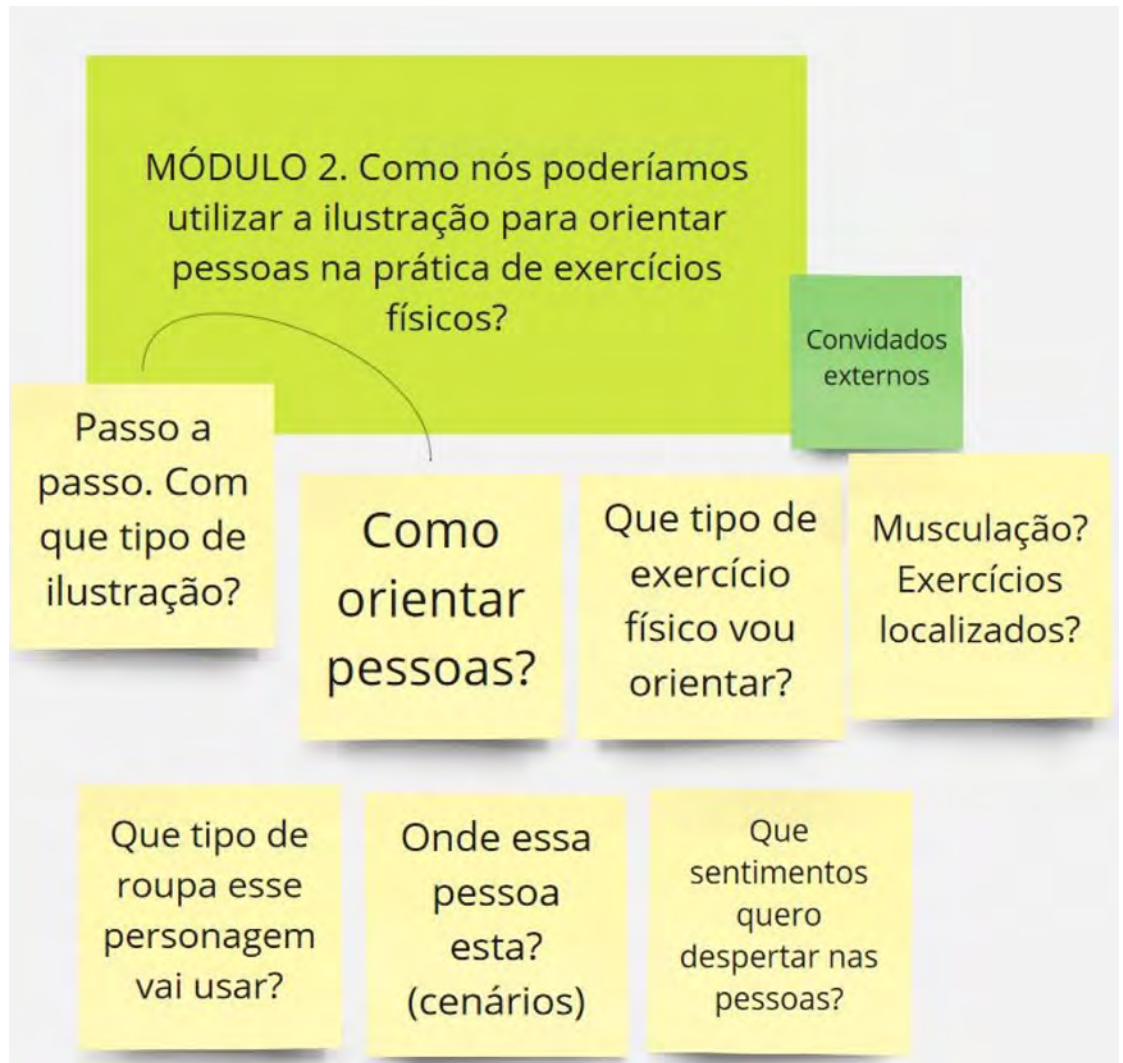 MÓDULO 2. Como nós poderíamos
utilizar a ilustração para orientar
pessoas na prática de exercícios
físicos?
Convidados
externos
Passo a
passo. Com
que tipo de
ilustração?
Como
orientar
pessoas?
Que tipo de
exercício
físico vou
orientar?
Musculação?
Exercícios
localizados?
Que tipo de
roupa esse
personagem
vai usar?
Onde essa
pessoa
esta?
(cenários)
Que
sentimentos
quero
despertar nas
pessoas?